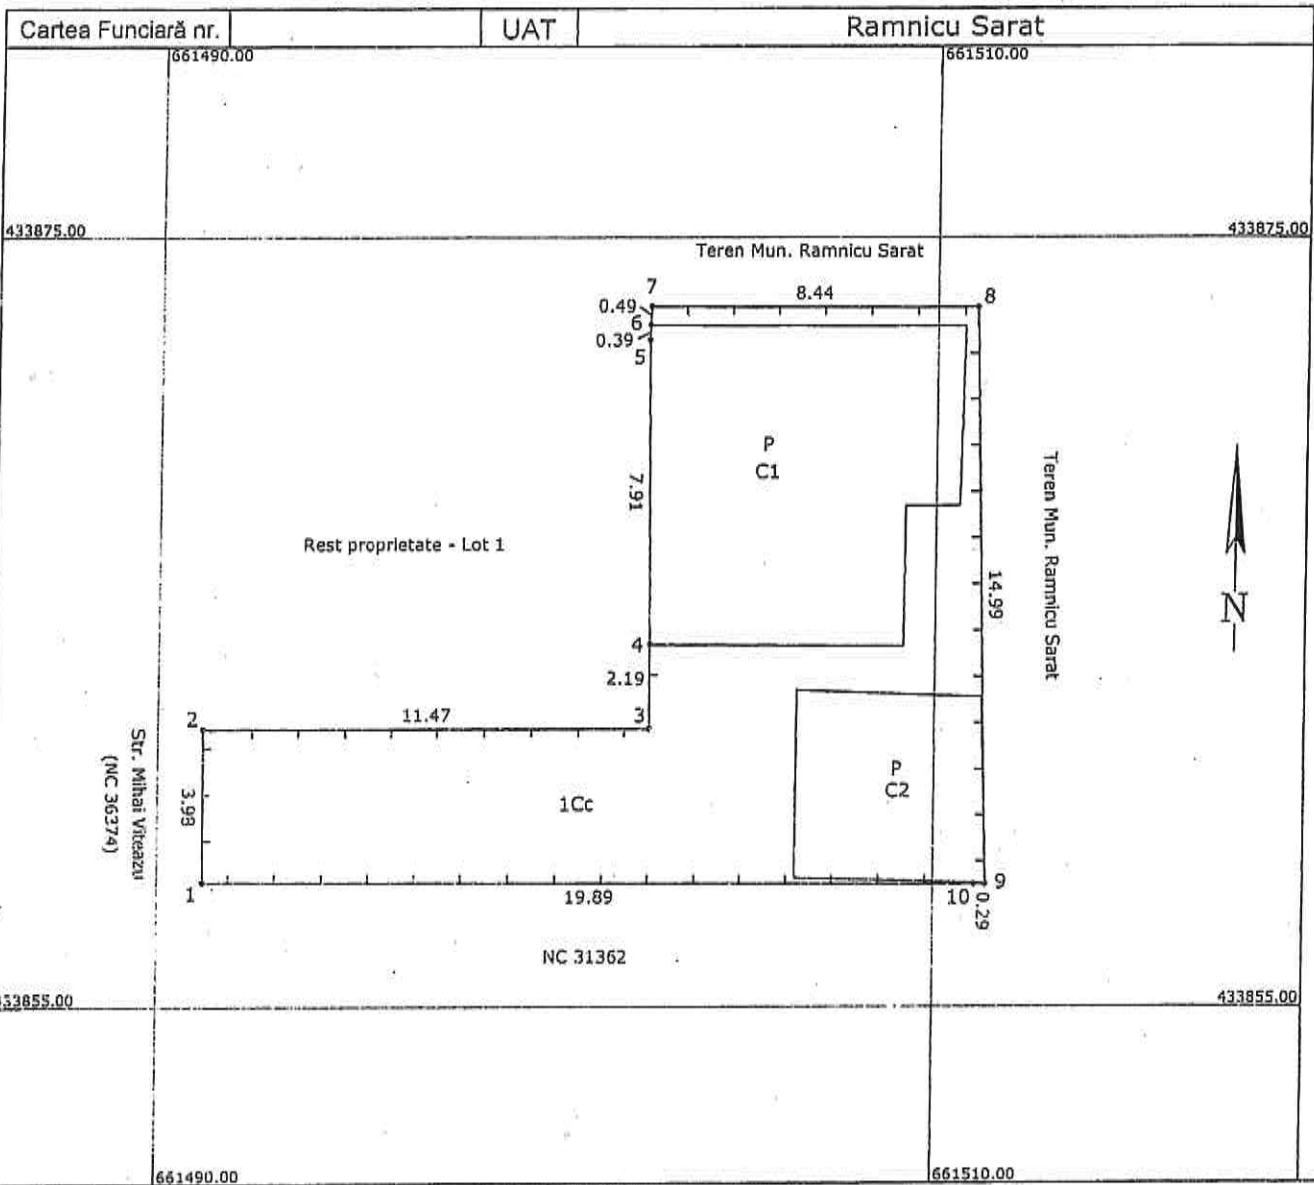 Cartea Funciară nr. UAT Ramnicu Sarat
661490.00 661510.00
433875.00 433875.00
Teren Mun. Ramnicu Sarat
7 8.44 8
0.49
6
0.39
5
P
C1
7.91
Rest proprietate - Lot 1
Teren Mun. Ramnicu Sarat
14.99
N
4
2.19
2 11.47 3
Str. Mihai Viteazu
(NC 36374)
3.98
1Cc
P
C2
1 19.89 10 9
0.29
NC 31362
433855.00 433855.00
661490.00 661510.00